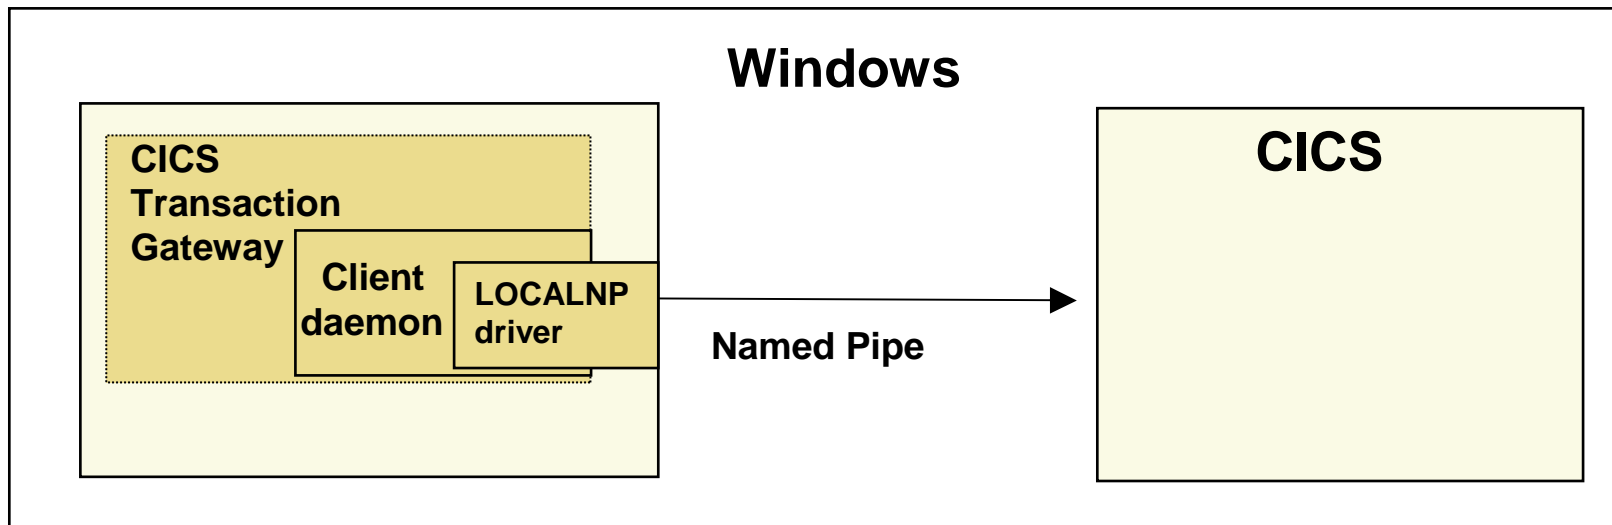 Windows
CICS
Transaction
Gateway
Client
daemon
LOCALNP
driver
Named Pipe
CICS